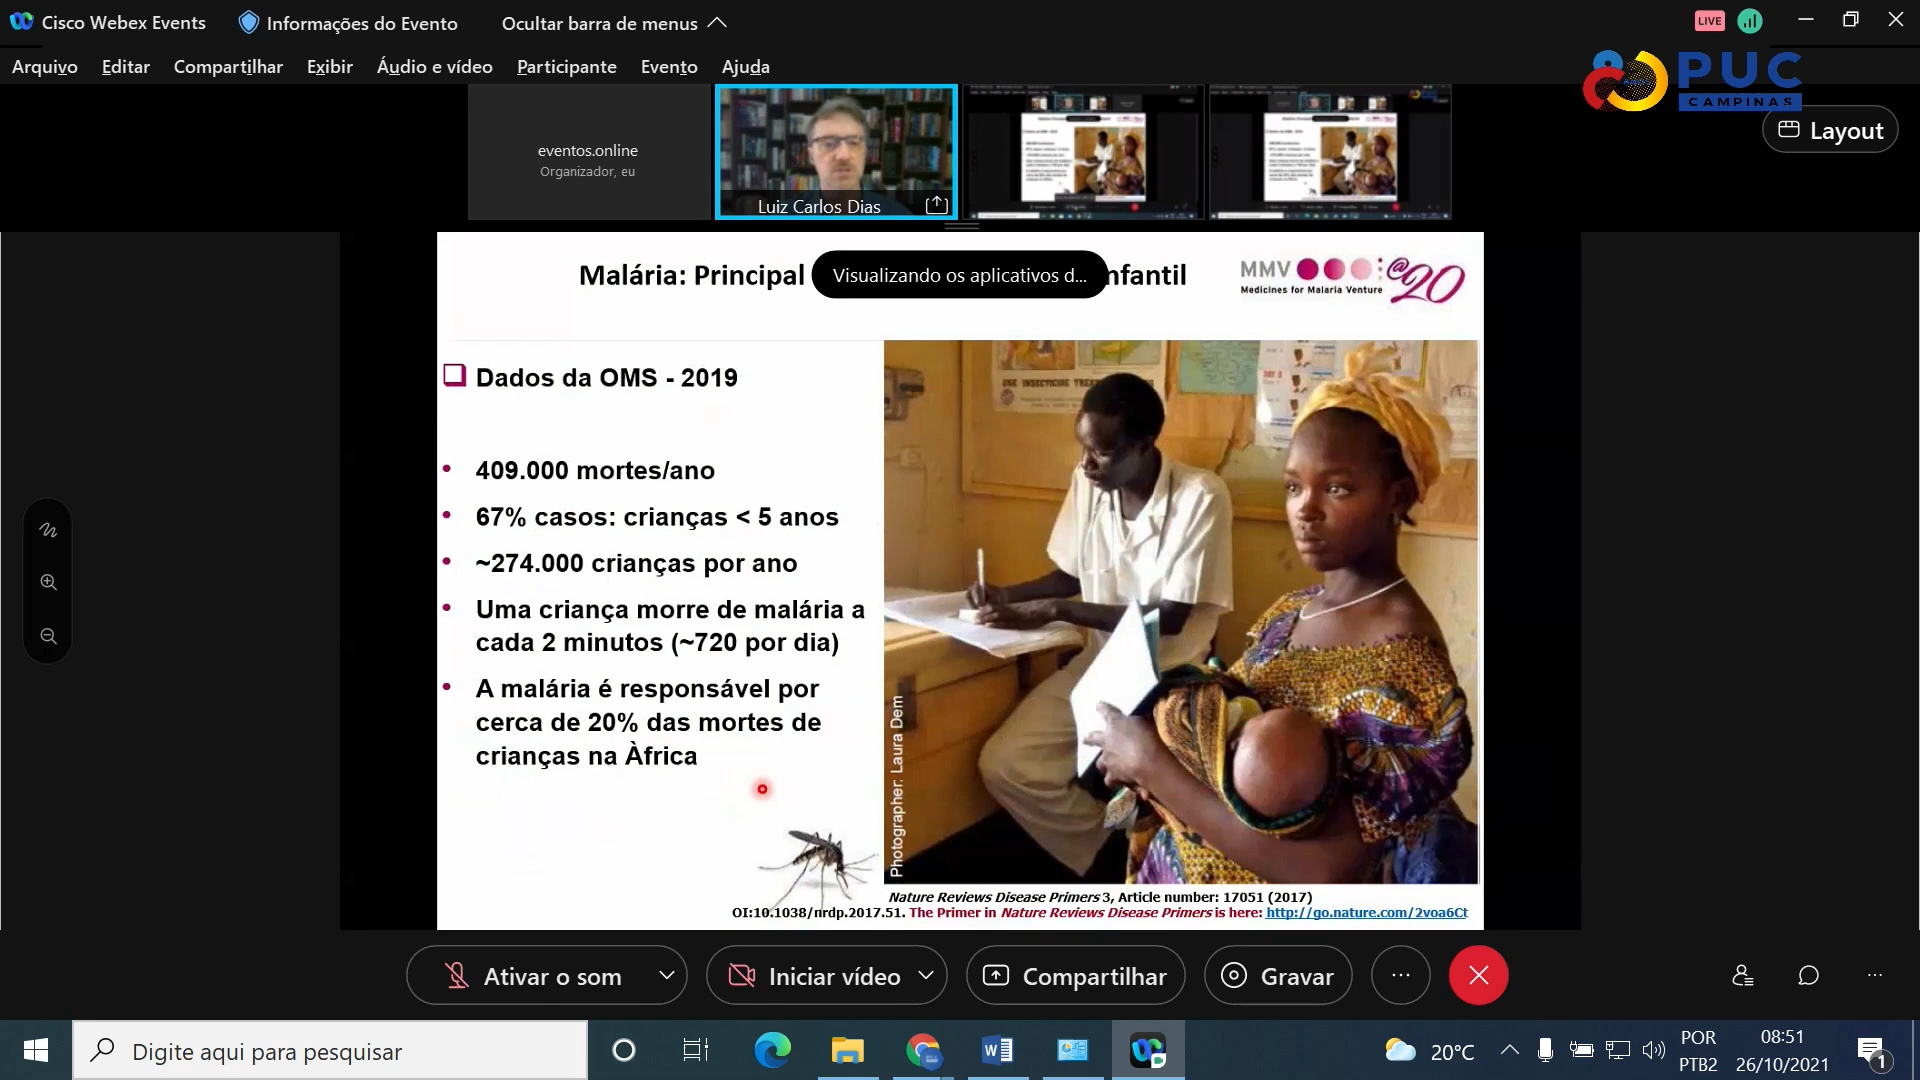 Cisco Webex Events
Informações do Evento
Ocultar barra de menus
LIVE
Arquivo Editar Compartilhar Exibir Áudio e vídeo Participante Evento Ajuda
PUC
CAMPINAS
Layout
eventos.online
Organizador, eu
Luiz Carlos Dias
Malária: Principal
Visualizando os aplicativos d...
nfantil
MMV @20
Medicines for Malaria Venture
Dados da OMS - 2019
• 409.000 mortes/ano
• 67% casos: crianças < 5 anos
• ~274.000 crianças por ano
• Uma criança morre de malária a
cada 2 minutos (~720 por dia)
• A malária é responsável por
cerca de 20% das mortes de
crianças na Àfrica
USE INSECTICIDE
Photographer: Laura Dem
Nature Reviews Disease Primers 3, Article number: 17051 (2017)
OI:10.1038/nrdp.2017.51. The Primer in Nature Reviews Disease Primers is here: http://go.nature.com/2voa6Ct
Ativar o som
Iniciar vídeo
Compartilhar
Gravar
Digite aqui para pesquisar
20°C
POR
PTB2
08:51
26/10/2021
1